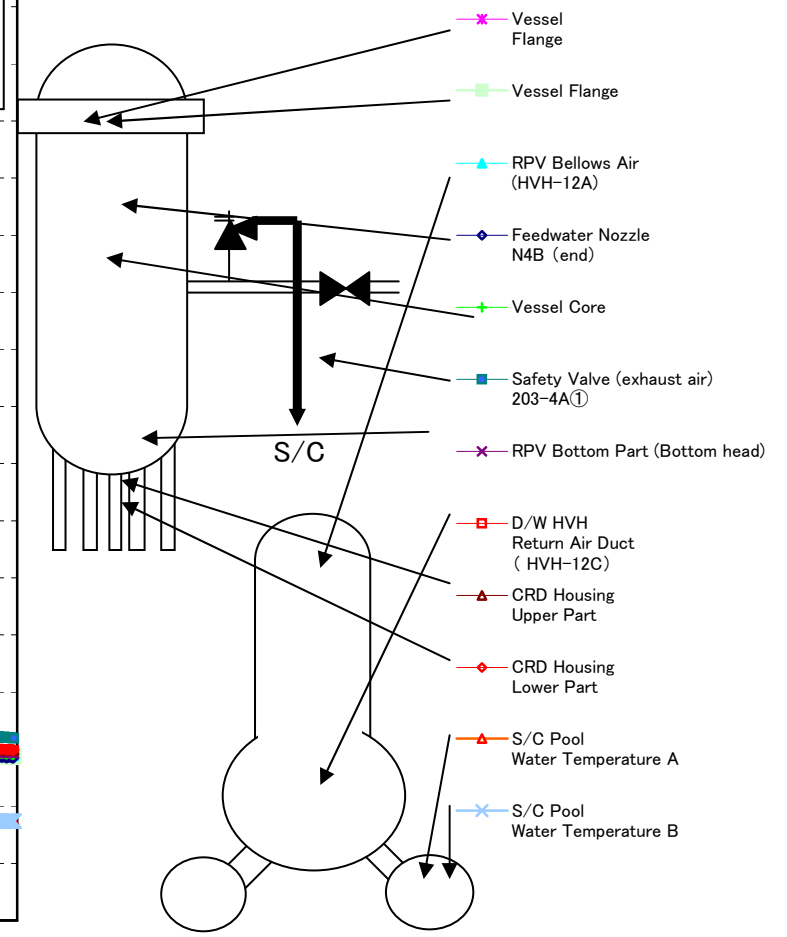 Vessel
Flange
Vessel Flange
RPV Bellows Air
(HVH-12A)
Feedwater Nozzle
N4B (end)
Vessel Core
Safety Valve (exhaust air)
203-4A①
S/C
RPV Bottom Part (Bottom head)
D/W HVH
Return Air Duct
( HVH-12C)
CRD Housing
Upper Part
CRD Housing
Lower Part
S/C Pool
Water Temperature A
S/C Pool
Water Temperature B